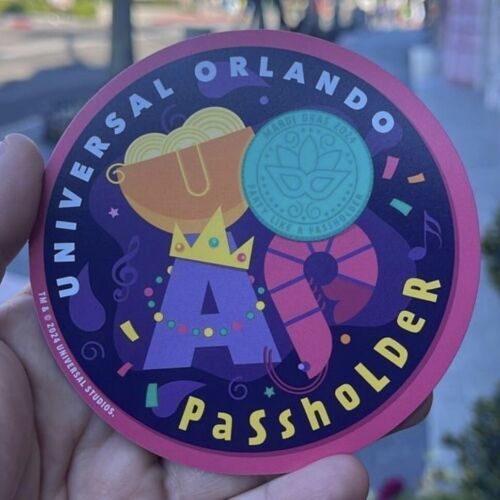 UNIVERSAL ORLANDO
MARDI GRAS 2024
PARTY LIKE A PASSHOLDER
U O
A P
PaSshoLDeR
TM & © 2024 UNIVERSAL STUDIOS.